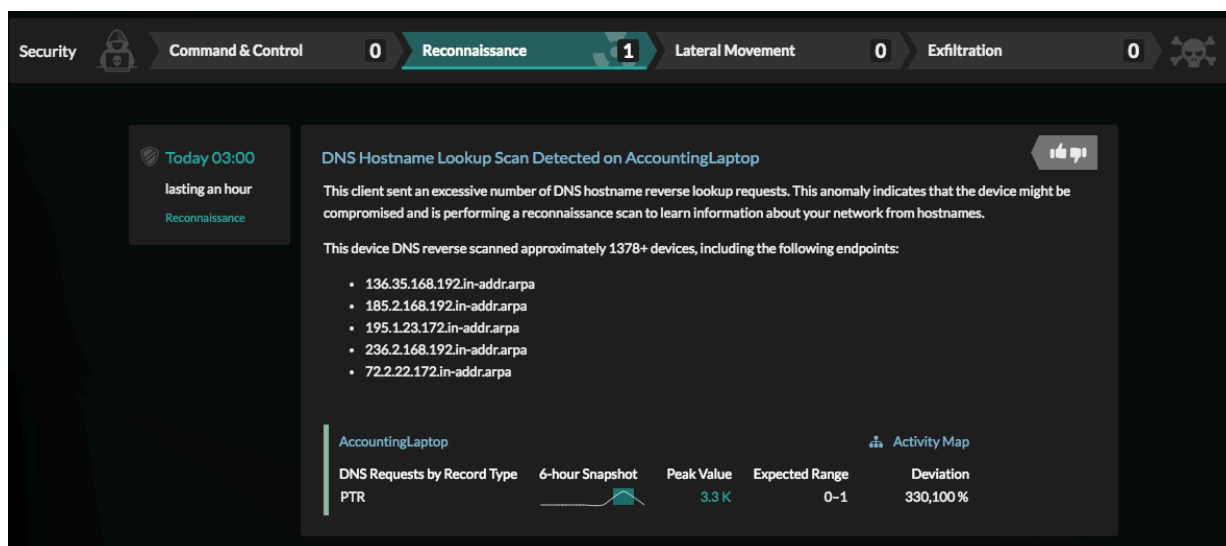 Security
Command & Control 0
Reconnaissance 1
Lateral Movement 0
Exfiltration 0
Today 03:00
lasting an hour
Reconnaissance
DNS Hostname Lookup Scan Detected on AccountingLaptop
This client sent an excessive number of DNS hostname reverse lookup requests. This anomaly indicates that the device might be
compromised and is performing a reconnaissance scan to learn information about your network from hostnames.
This device DNS reverse scanned approximately 1378+ devices, including the following endpoints:
• 136.35.168.192.in-addr.arpa
• 185.2.168.192.in-addr.arpa
• 195.1.23.172.in-addr.arpa
• 236.2.168.192.in-addr.arpa
• 72.2.22.172.in-addr.arpa
AccountingLaptop Activity Map
DNS Requests by Record Type 6-hour Snapshot Peak Value Expected Range Deviation
PTR 3.3 K 0–1 330,100 %